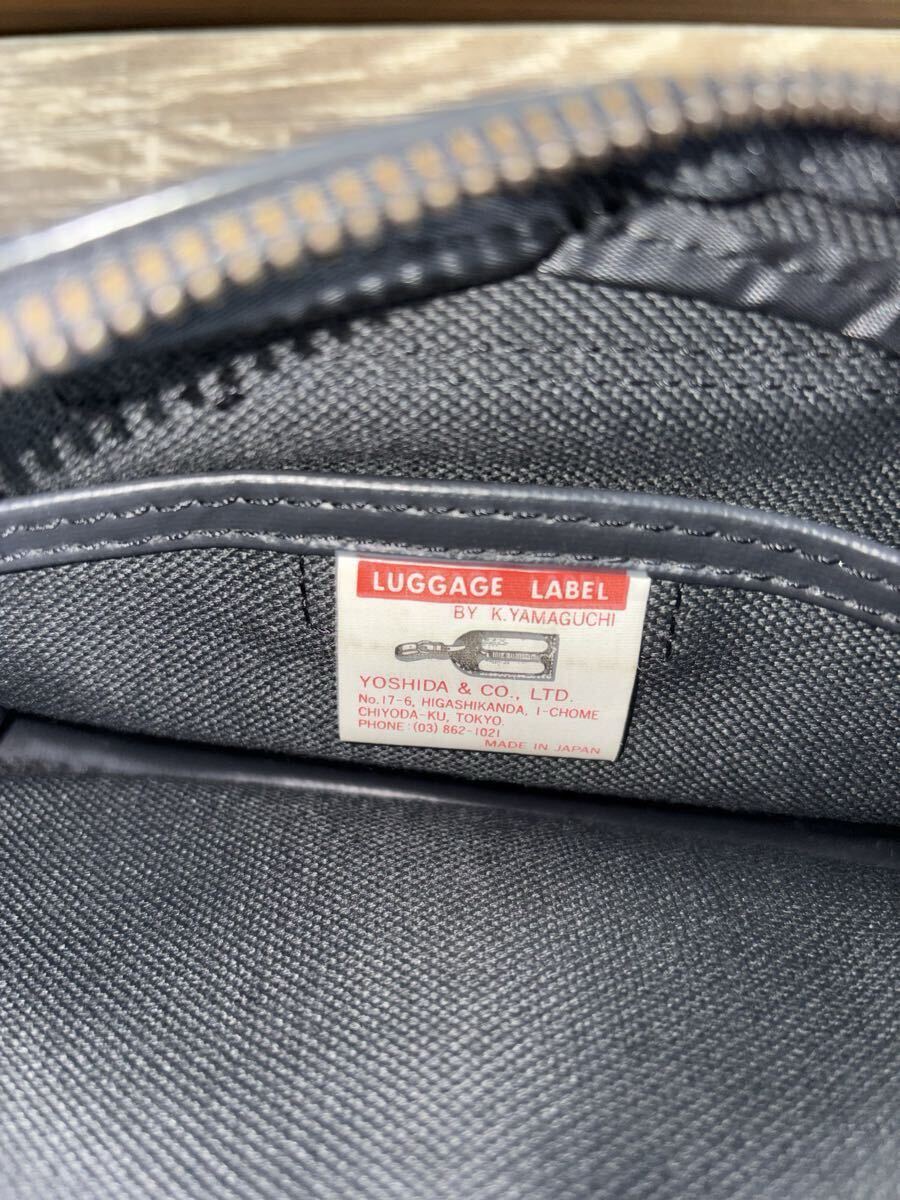 LUGGAGE LABEL
BY K.YAMAGUCHI
YOSHIDA & CO., LTD.
No.17-6, HIGASHIKANDA, 1-CHOME
CHIYODA-KU, TOKYO.
PHONE:(03) 862-1021
MADE IN JAPAN